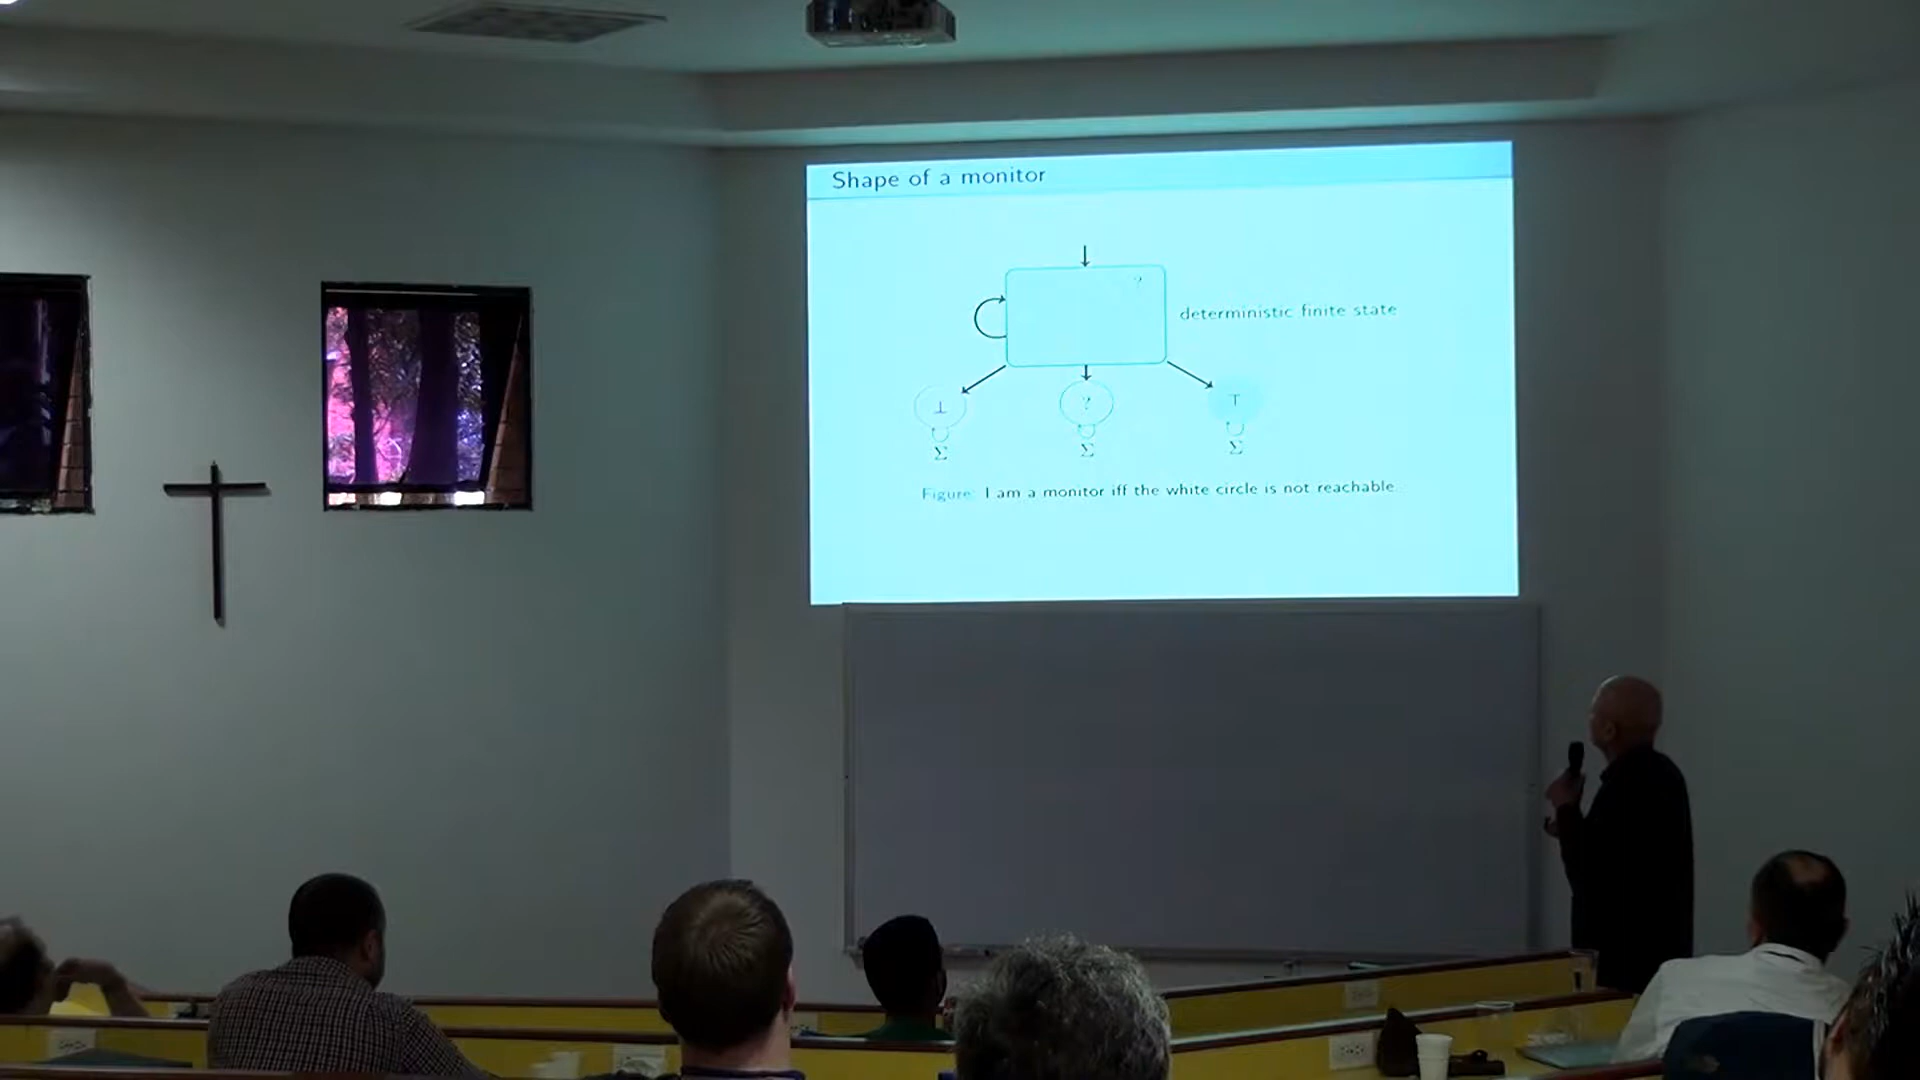 Shape of a monitor
?
deterministic finite state
⊥ ? ⊤
Σ Σ Σ
Figure: I am a monitor iff the white circle is not reachable.